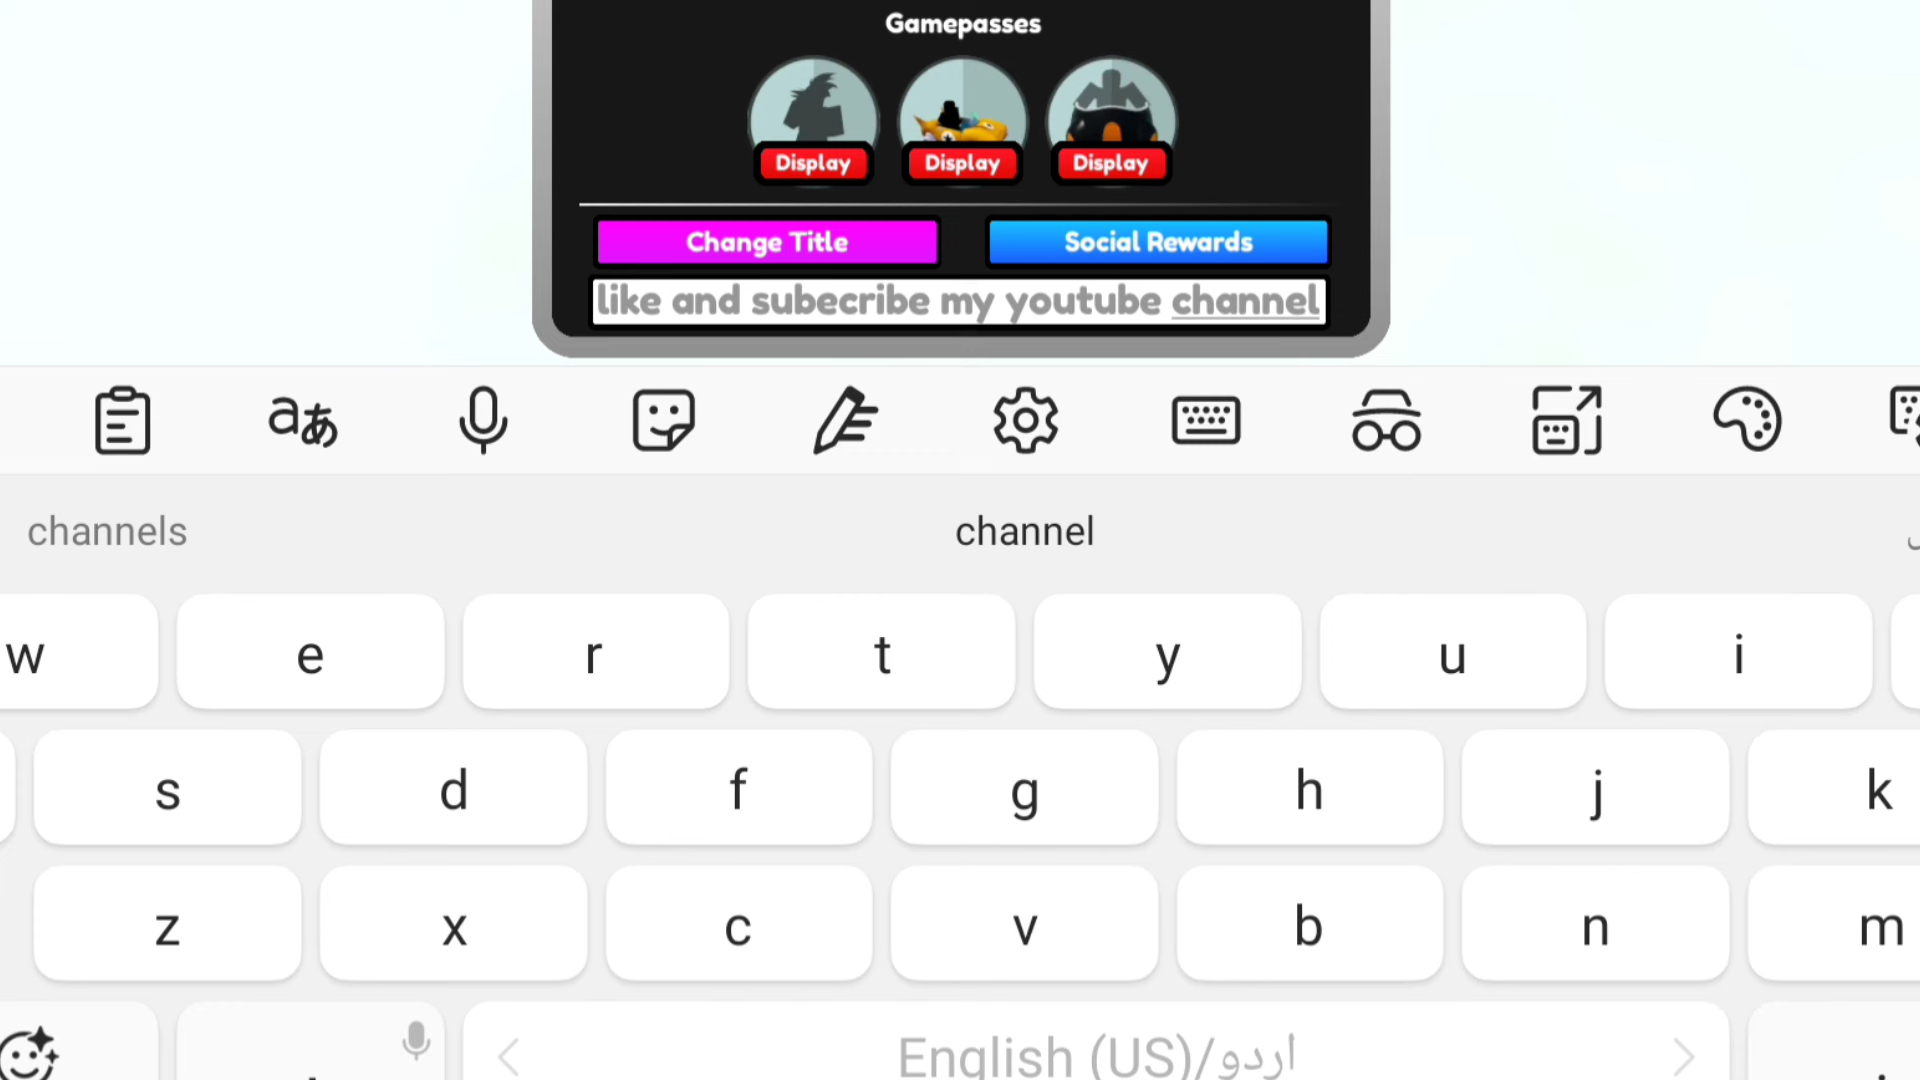 Gamepasses
Display Display Display
Change Title Social Rewards
like and subecribe my youtube channel
channels channel
w e r t y u i
s d f g h j k
z x c v b n m
English (US)/اردو